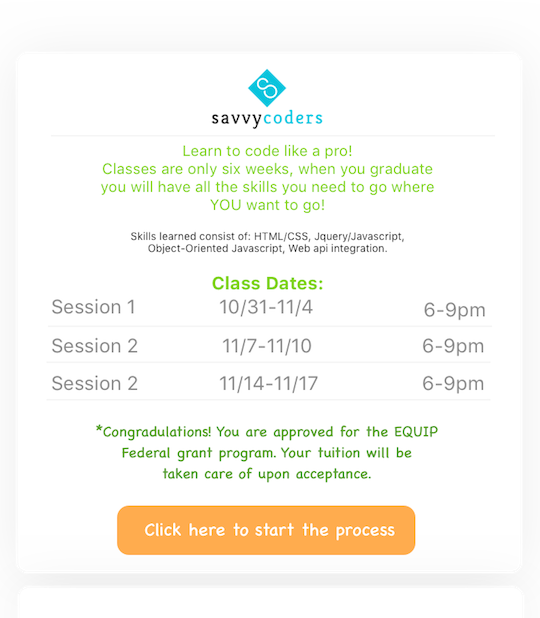 savvycoders
Learn to code like a pro!
Classes are only six weeks, when you graduate
you will have all the skills you need to go where
YOU want to go!
Skills learned consist of: HTML/CSS, Jquery/Javascript,
Object-Oriented Javascript, Web api integration.
Class Dates:
Session 1 10/31-11/4 6-9pm
Session 2 11/7-11/10 6-9pm
Session 2 11/14-11/17 6-9pm
*Congradulations! You are approved for the EQUIP
Federal grant program. Your tuition will be
taken care of upon acceptance.
Click here to start the process